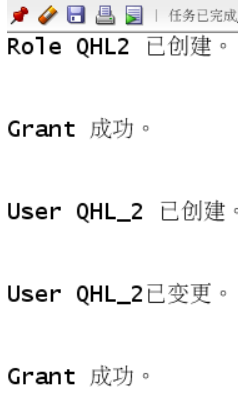 任务已完成
Role QHL2 已创建。
Grant 成功。
User QHL_2 已创建。
User QHL_2已变更。
Grant 成功。